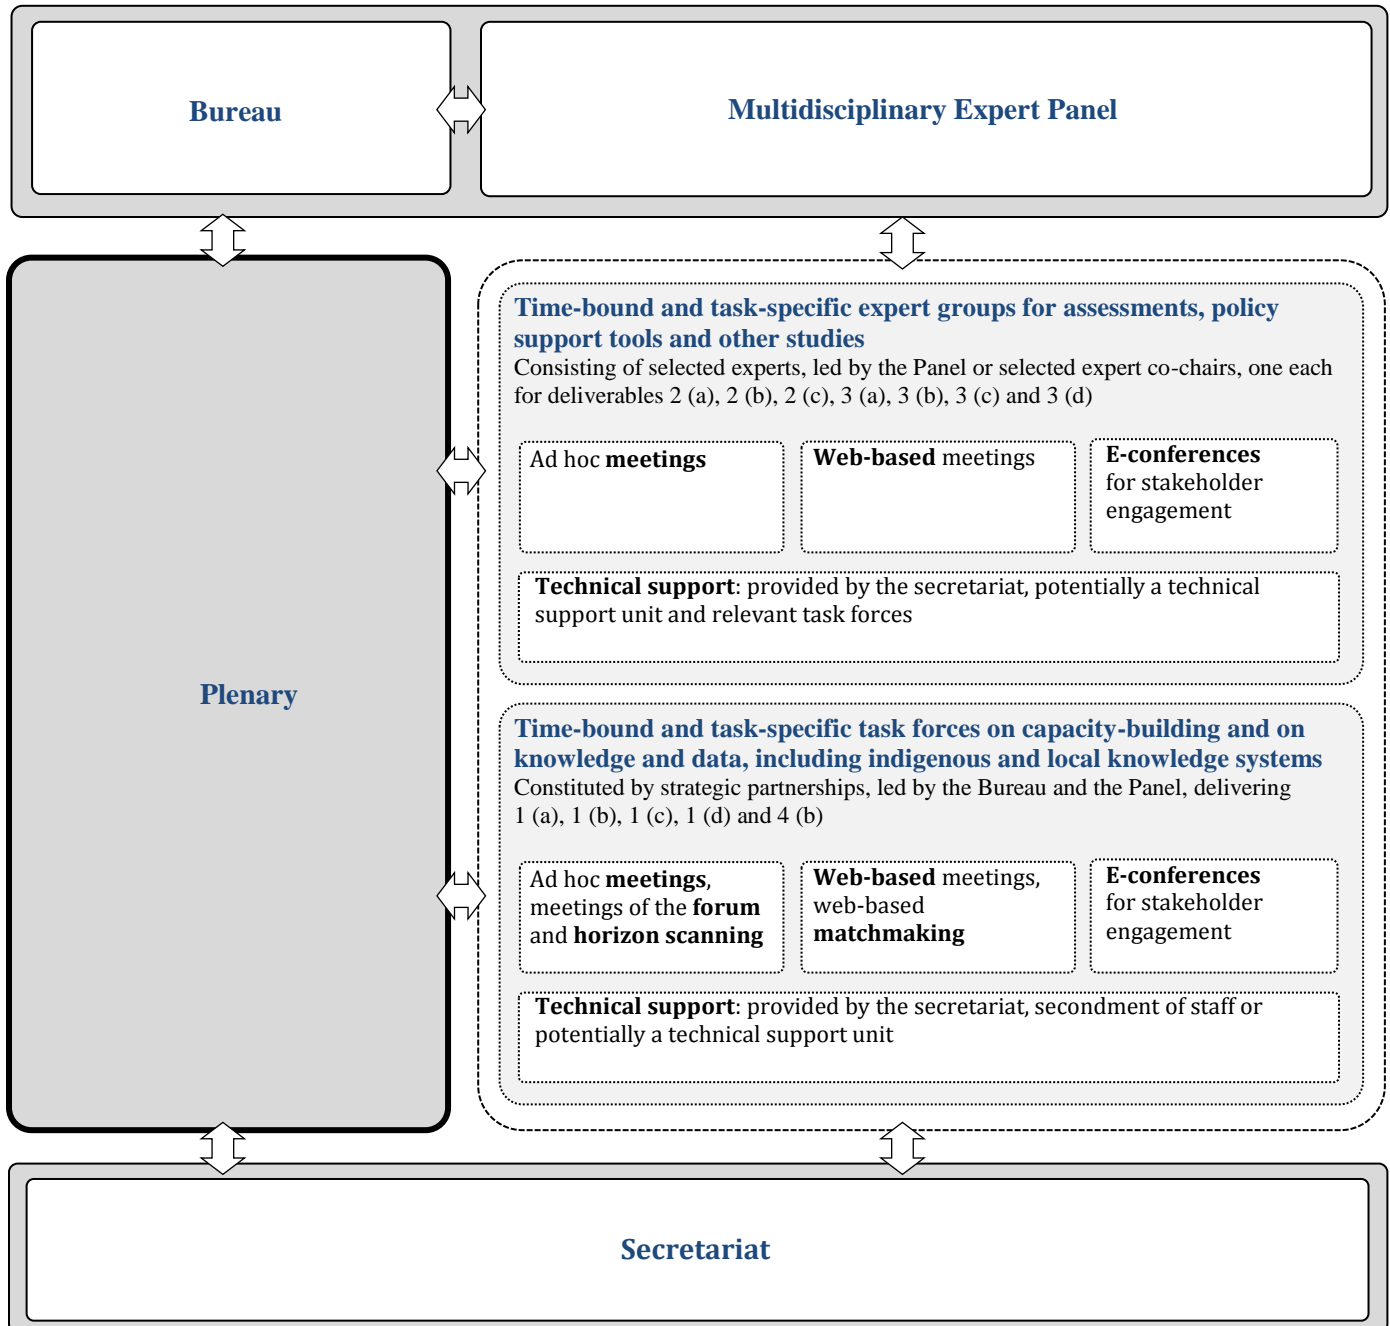 Bureau
Multidisciplinary Expert Panel
Plenary
Time-bound and task-specific expert groups for assessments, policy
support tools and other studies
Consisting of selected experts, led by the Panel or selected expert co-chairs, one each
for deliverables 2 (a), 2 (b), 2 (c), 3 (a), 3 (b), 3 (c) and 3 (d)
Ad hoc meetings
Web-based meetings
E-conferences
for stakeholder
engagement
Technical support: provided by the secretariat, potentially a technical
support unit and relevant task forces
Time-bound and task-specific task forces on capacity-building and on
knowledge and data, including indigenous and local knowledge systems
Constituted by strategic partnerships, led by the Bureau and the Panel, delivering
1 (a), 1 (b), 1 (c), 1 (d) and 4 (b)
Ad hoc meetings,
meetings of the forum
and horizon scanning
Web-based meetings,
web-based
matchmaking
E-conferences
for stakeholder
engagement
Technical support: provided by the secretariat, secondment of staff or
potentially a technical support unit
Secretariat